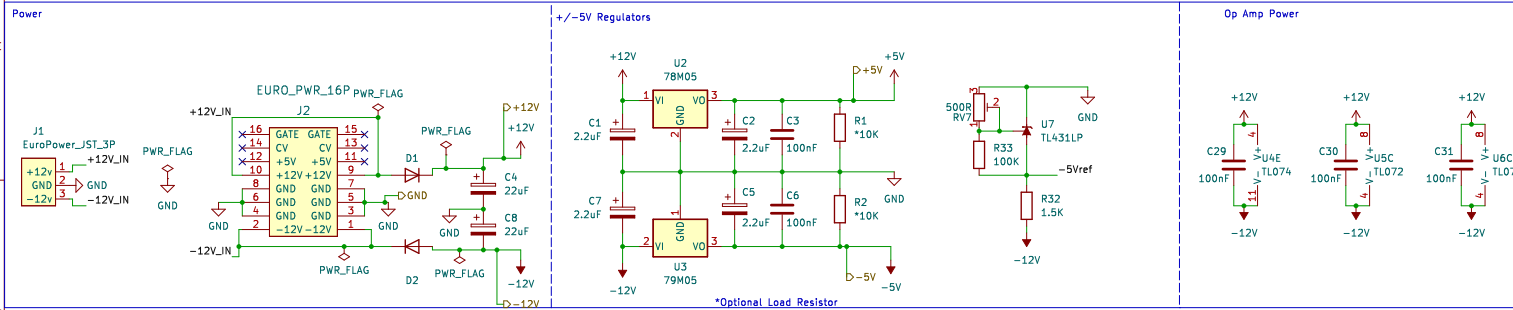 Power
J1
EuroPower_JST_3P
+12v 1 +12V_IN
GND 2 GND
-12v 3 -12V_IN
PWR_FLAG
GND
+12V_IN
EURO_PWR_16P
PWR_FLAG
J2
16 GATE GATE 15
14 CV CV 13
12 +5V +5V 11
10 +12V +12V 9
8 GND GND 7
6 GND GND 5
4 GND GND 3
2 -12V -12V 1
GND
GND
GND
-12V_IN
PWR_FLAG
D1
D2
PWR_FLAG
PWR_FLAG
+12V
+12V
C4
22uF
GND
C8
22uF
-12V
-12V
+/-5V Regulators
+12V
U2
78M05
1 VI VO 3
GND
2
C1
2.2uF
C2
2.2uF
C3
100nF
R1
*10K
+5V
+5V
GND
C7
2.2uF
C5
2.2uF
C6
100nF
R2
*10K
1
GND
2 VI VO 3
U3
79M05
-12V
-5V
-5V
*Optional Load Resistor
3
500R
RV7
2
1
R33
100K
U7
TL431LP
GND
-5Vref
R32
1.5K
-12V
Op Amp Power
+12V
C29
100nF
4
V+
U4E
TL074
V-
11
-12V
+12V
C30
100nF
8
V+
U5C
TL072
V-
4
-12V
+12V
C31
100nF
8
V+
U6C
V-
4
-12V